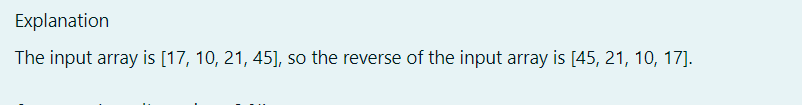 Explanation
The input array is [17, 10, 21, 45], so the reverse of the input array is [45, 21, 10, 17].